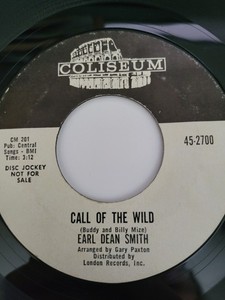 COLISEUM
CM 201
Pub: Central
Songs - BMI
Time: 3:12
DISC JOCKEY
NOT FOR
SALE
45-2700
CALL OF THE WILD
(Buddy and Billy Mize)
EARL DEAN SMITH
Arranged by Gary Paxton
Distributed by
London Records, Inc.